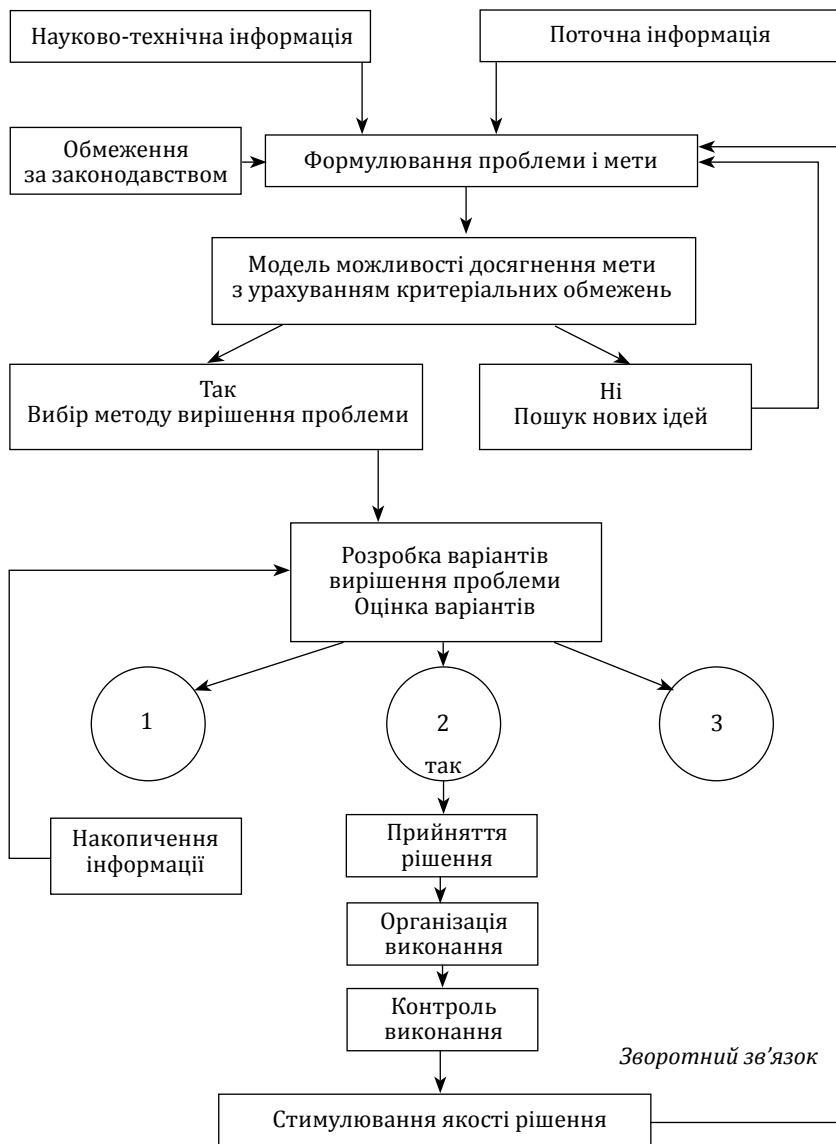 Науково-технічна інформація
Поточна інформація
Обмеження
за законодавством
Формулювання проблеми і мети
Модель можливості досягнення мети
з урахуванням критеріальних обмежень
Так
Вибір методу вирішення проблеми
Ні
Пошук нових ідей
Розробка варіантів
вирішення проблеми
Оцінка варіантів
1
2
так
3
Накопичення
інформації
Прийняття
рішення
Організація
виконання
Контроль
виконання
Зворотний зв’язок
Стимулювання якості рішення